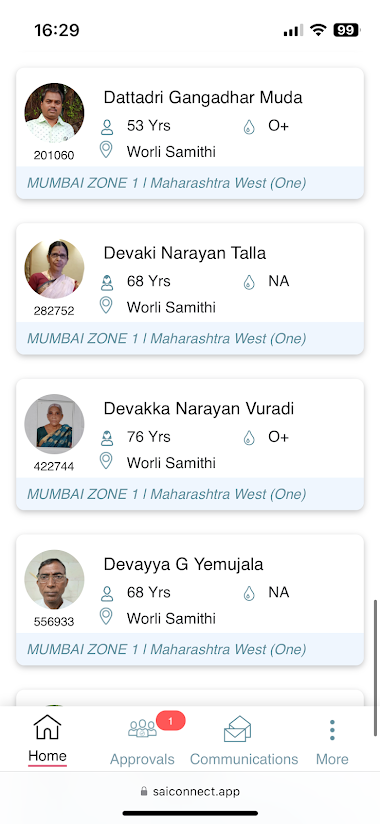 16:29
99
Dattadri Gangadhar Muda
53 Yrs O+
201060
Worli Samithi
MUMBAI ZONE 1 I Maharashtra West (One)
Devaki Narayan Talla
68 Yrs NA
282752
Worli Samithi
MUMBAI ZONE 1 I Maharashtra West (One)
Devakka Narayan Vuradi
76 Yrs O+
422744
Worli Samithi
MUMBAI ZONE 1 I Maharashtra West (One)
Devayya G Yemujala
68 Yrs NA
556933
Worli Samithi
MUMBAI ZONE 1 I Maharashtra West (One)
1
Home Approvals Communications More
saiconnect.app